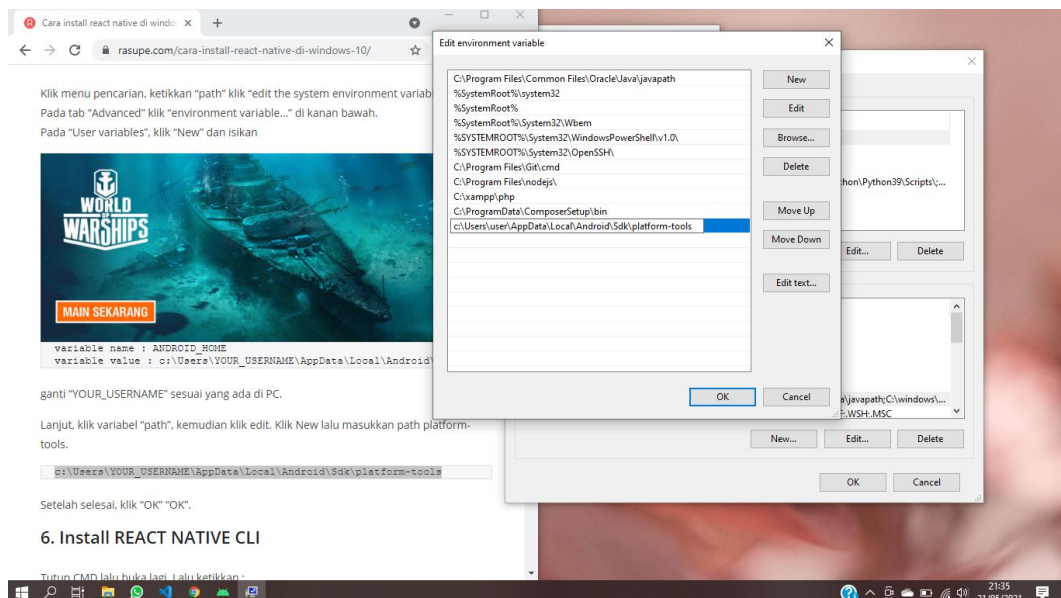 Cara install react native di windo
rasupe.com/cara-install-react-native-di-windows-10/
Klik menu pencarian, ketikkan “path” klik “edit the system environment variab
Pada tab “Advanced” klik “environment variable...” di kanan bawah.
Pada “User variables”, klik “New” dan isikan
WORLD
OF
WARSHIPS
MAIN SEKARANG
variable name : ANDROID_HOME
variable value : c:\Users\YOUR_USERNAME\AppData\Local\Android\
ganti “YOUR_USERNAME” sesuai yang ada di PC.
Lanjut, klik variabel “path”, kemudian klik edit. Klik New lalu masukkan path platform-
tools.
c:\Users\YOUR_USERNAME\AppData\Local\Android\Sdk\platform-tools
Setelah selesai, klik “OK” “OK”.
6. Install REACT NATIVE CLI
Tutup CMD lalu buka lagi. Lalu ketikkan :
Edit environment variable
C:\Program Files\Common Files\Oracle\Java\javapath
%SystemRoot%\system32
%SystemRoot%
%SystemRoot%\System32\Wbem
%SYSTEMROOT%\System32\WindowsPowerShell\v1.0\
%SYSTEMROOT%\System32\OpenSSH\
C:\Program Files\Git\cmd
C:\Program Files\nodejs\
C:\xampp\php
C:\ProgramData\ComposerSetup\bin
c:\Users\user\AppData\Local\Android\Sdk\platform-tools
New
Edit
Browse...
Delete
Move Up
Move Down
Edit text...
OK
Cancel
hon\Python39\Scripts\;...
Edit...
Delete
a\javapath;C:\windows\...
.WSH;.MSC
New...
Edit...
Delete
OK
Cancel
21:35
21/05/2021